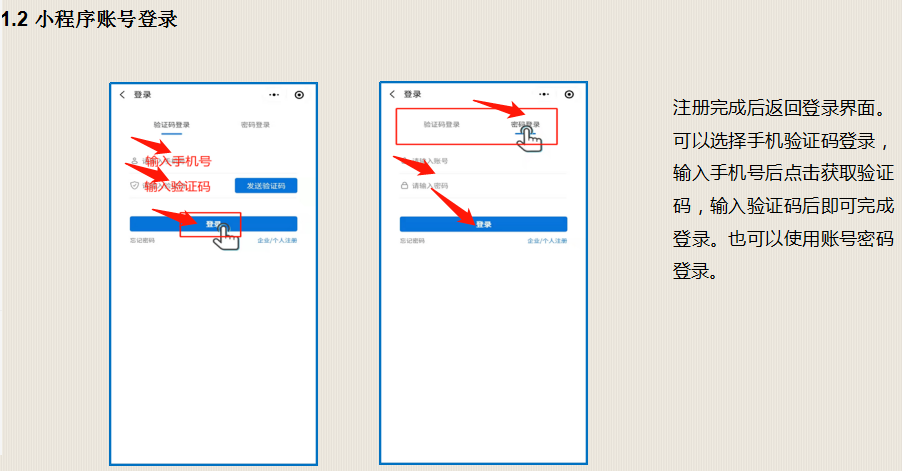 1.2 小程序账号登录
登录
验证码登录 密码登录
输入手机号
输入验证码 发送验证码
登录
忘记密码 企业/个人注册
登录
验证码登录 密码登录
请输入账号
请输入密码
登录
忘记密码 企业/个人注册
注册完成后返回登录界面。
可以选择手机验证码登录，
输入手机号后点击获取验证
码，输入验证码后即可完成
登录。也可以使用账号密码
登录。